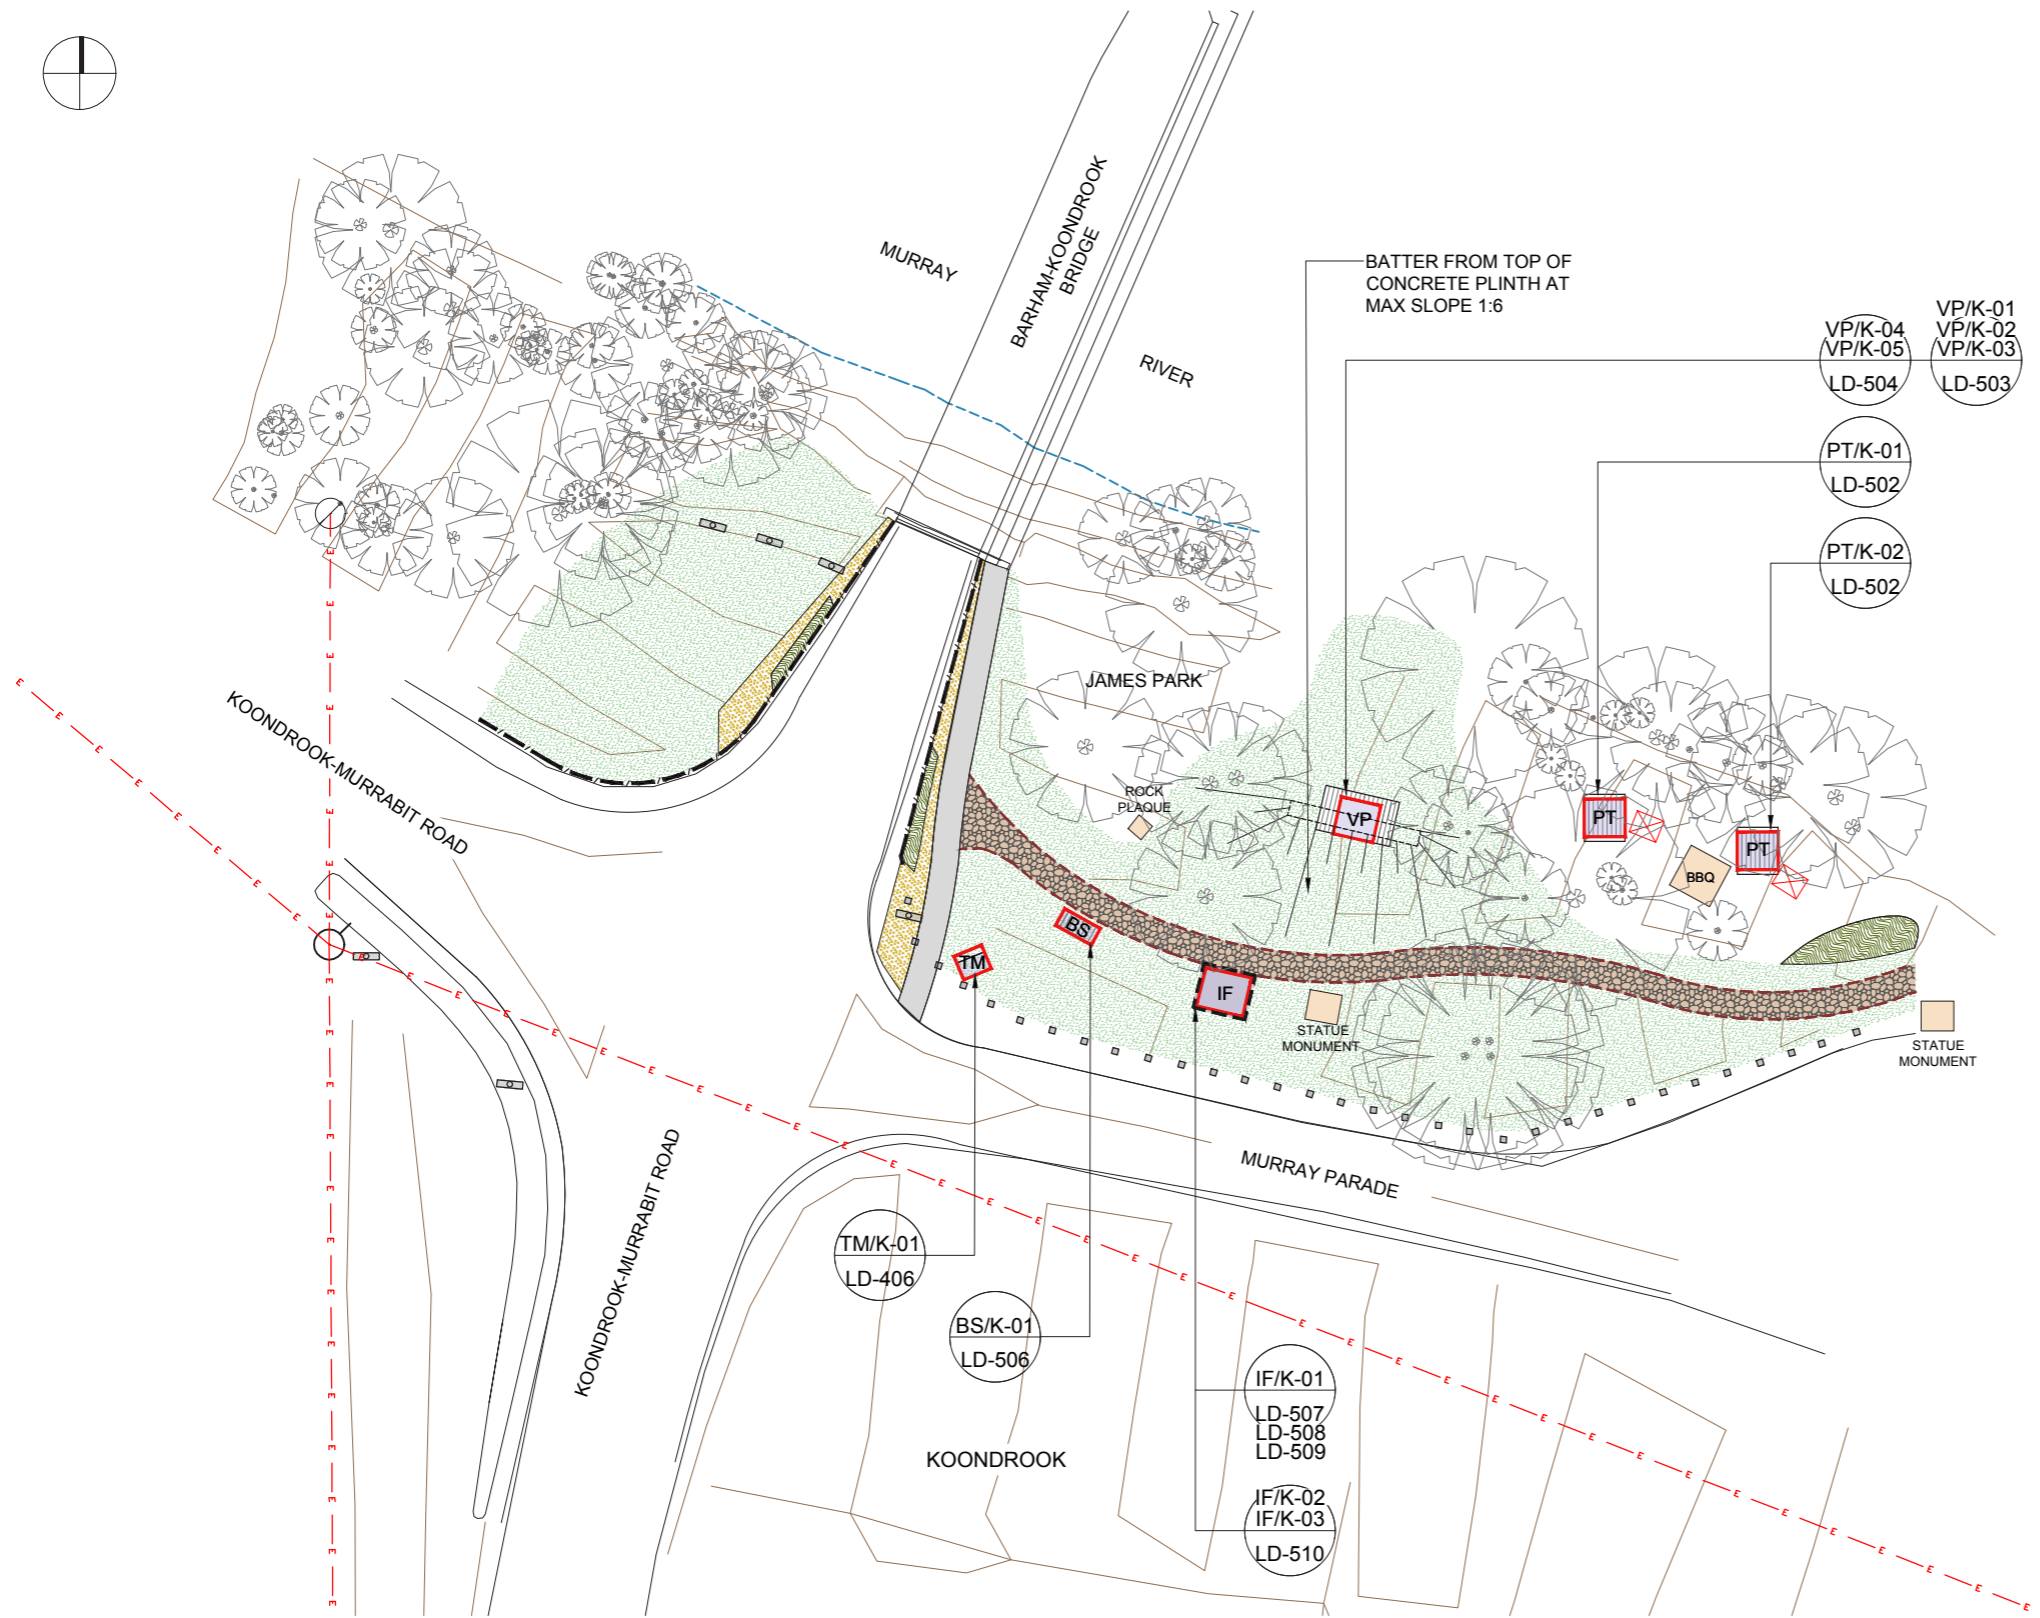 MURRAY
BARHAM-KOONDROOK
BRIDGE
RIVER
BATTER FROM TOP OF
CONCRETE PLINTH AT
MAX SLOPE 1:6
VP/K-04
VP/K-05
LD-504
VP/K-01
VP/K-02
VP/K-03
LD-503
PT/K-01
LD-502
PT/K-02
LD-502
JAMES PARK
KOONDROOK-MURRABIT ROAD
ROCK
PLAQUE
VP
PT
PT
BBQ
BS
TM
IF
STATUE
MONUMENT
STATUE
MONUMENT
MURRAY PARADE
KOONDROOK-MURRABIT ROAD
TM/K-01
LD-406
BS/K-01
LD-506
IF/K-01
LD-507
LD-508
LD-509
KOONDROOK
IF/K-02
IF/K-03
LD-510